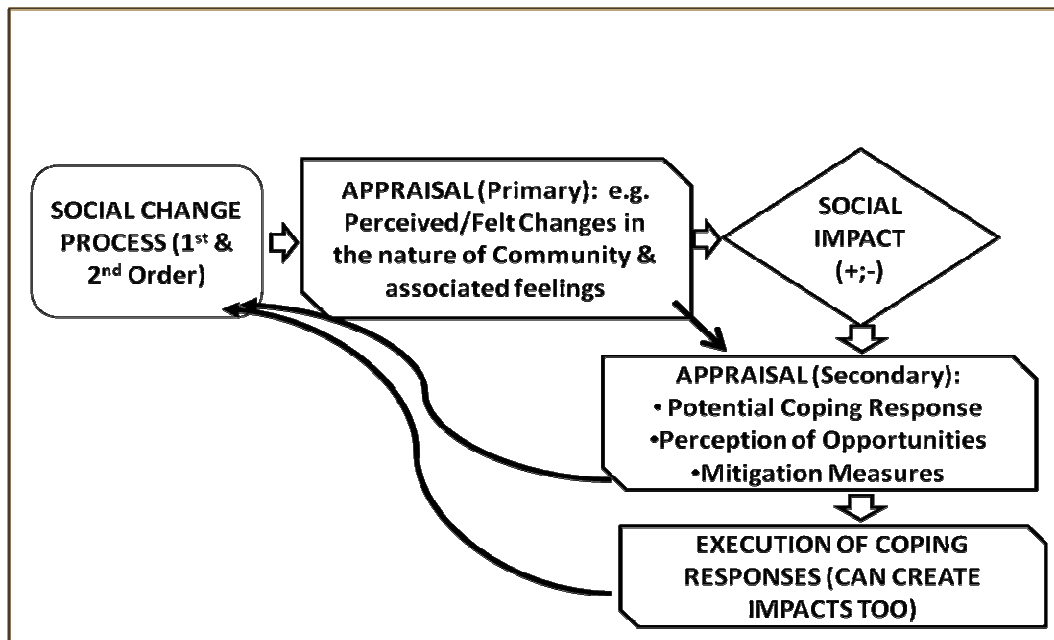 SOCIAL CHANGE
PROCESS (1st &
2nd Order)
APPRAISAL (Primary): e.g.
Perceived/Felt Changes in
the nature of Community &
associated feelings
SOCIAL
IMPACT
(+;-)
APPRAISAL (Secondary):
• Potential Coping Response
•Perception of Opportunities
•Mitigation Measures
EXECUTION OF COPING
RESPONSES (CAN CREATE
IMPACTS TOO)